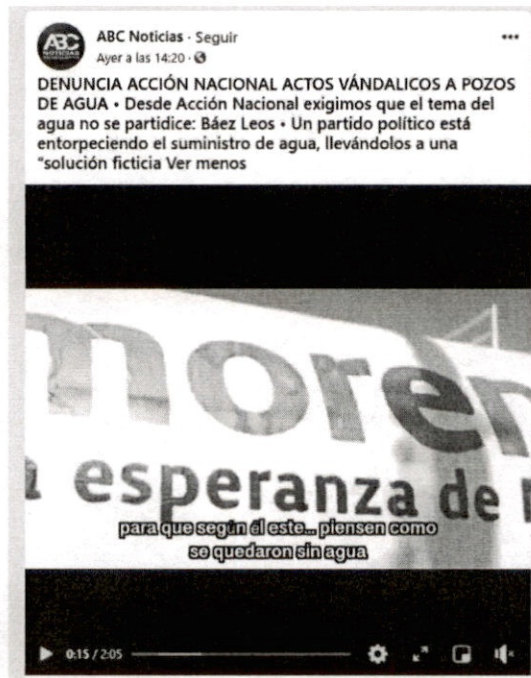 ABC
NOTICIAS
ABC Noticias · Seguir
Ayer a las 14:20 ·
DENUNCIA ACCIÓN NACIONAL ACTOS VÁNDALICOS A POZOS
DE AGUA • Desde Acción Nacional exigimos que el tema del
agua no se partidice: Báez Leos • Un partido político está
entorpeciendo el suministro de agua, llevándolos a una
"solución ficticia Ver menos
moren
esperanza de
para que según él este... piensen como
se quedaron sin agua
0:15 / 2:05